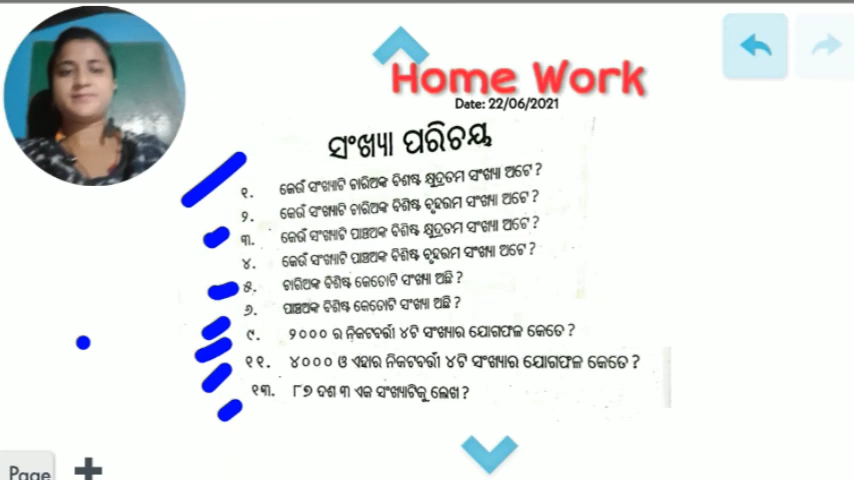 Home Work
Date: 22/06/2021
ସଂଖ୍ୟା ପରିଚୟ
୧. କେଉଁ ସଂଖ୍ୟାଟି ଚାରିଅଙ୍କ ବିଶିଷ୍ଟ କ୍ଷୁଦ୍ରତମ ସଂଖ୍ୟା ଅଟେ ?
୨. କେଉଁ ସଂଖ୍ୟାଟି ଚାରିଅଙ୍କ ବିଶିଷ୍ଟ ବୃହତ୍ତମ ସଂଖ୍ୟା ଅଟେ ?
୩. କେଉଁ ସଂଖ୍ୟାଟି ପାଞ୍ଚଅଙ୍କ ବିଶିଷ୍ଟ କ୍ଷୁଦ୍ରତମ ସଂଖ୍ୟା ଅଟେ ?
୪. କେଉଁ ସଂଖ୍ୟାଟି ପାଞ୍ଚଅଙ୍କ ବିଶିଷ୍ଟ ବୃହତ୍ତମ ସଂଖ୍ୟା ଅଟେ ?
୫. ଚାରିଅଙ୍କ ବିଶିଷ୍ଟ କେତୋଟି ସଂଖ୍ୟା ଅଛି ?
୬. ପାଞ୍ଚଅଙ୍କ ବିଶିଷ୍ଟ କେତୋଟି ସଂଖ୍ୟା ଅଛି ?
୯. ୨୦୦୦ ର ନିକଟବର୍ତ୍ତୀ ୪ଟି ସଂଖ୍ୟାର ଯୋଗଫଳ କେତେ ?
୧୧. ୪୦୦୦ ଓ ଏହାର ନିକଟବର୍ତ୍ତୀ ୪ଟି ସଂଖ୍ୟାର ଯୋଗଫଳ କେତେ ?
୧୩. ୮୭ ଦଶ ୩ ଏକ ସଂଖ୍ୟାଟିକୁ ଲେଖ ?
Page